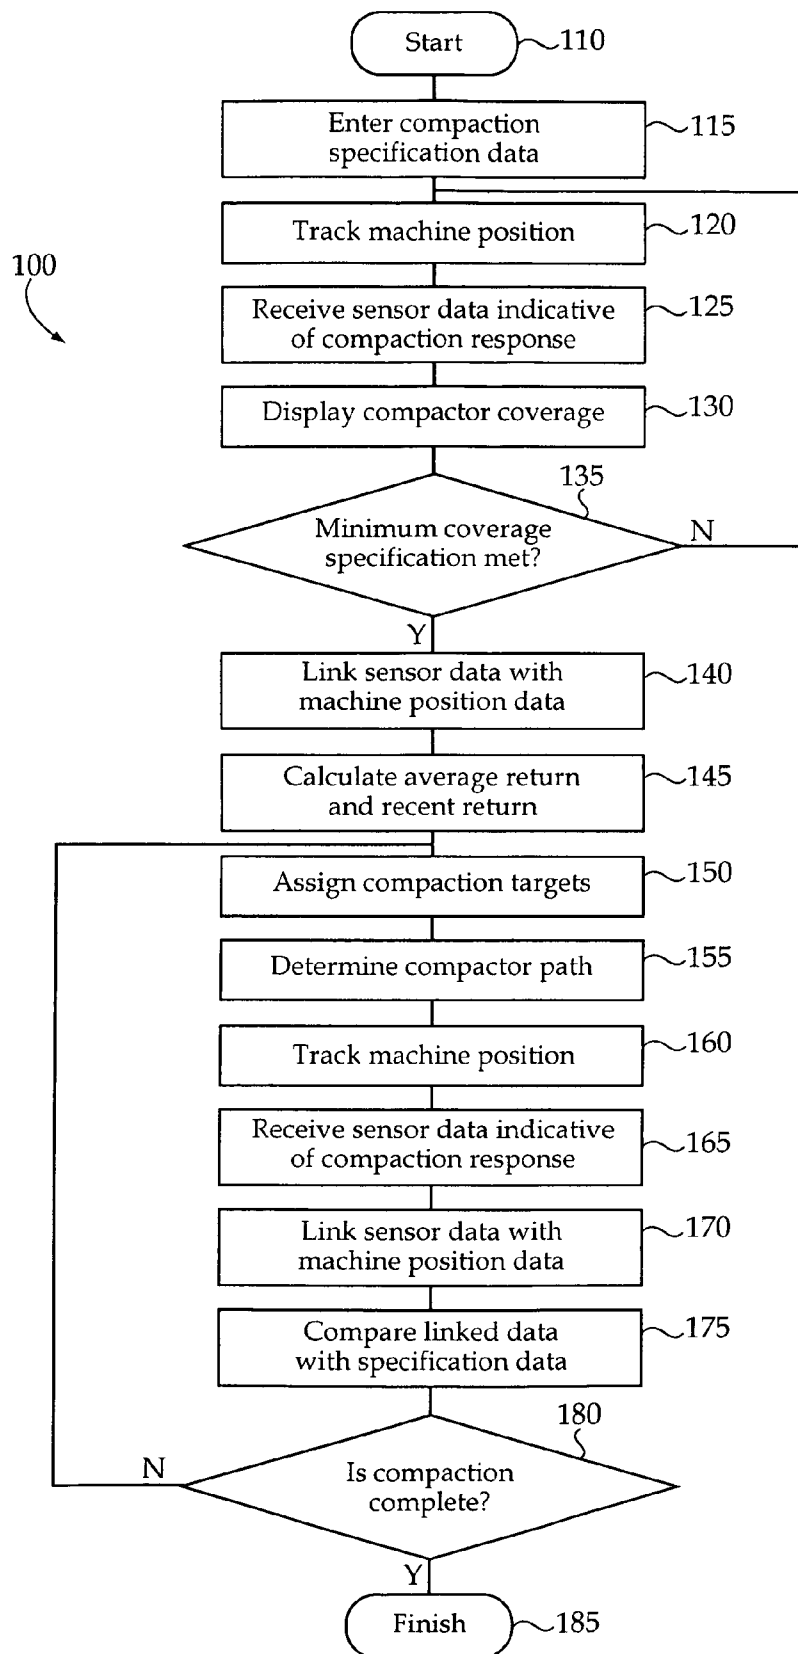 Start
110
Enter compaction
specification data
115
Track machine position
120
100
Receive sensor data indicative
of compaction response
125
Display compactor coverage
130
135
Minimum coverage
specification met?
N
Y
Link sensor data with
machine position data
140
Calculate average return
and recent return
145
Assign compaction targets
150
Determine compactor path
155
Track machine position
160
Receive sensor data indicative
of compaction response
165
Link sensor data with
machine position data
170
Compare linked data
with specification data
175
180
N
Is compaction
complete?
Y
Finish
185